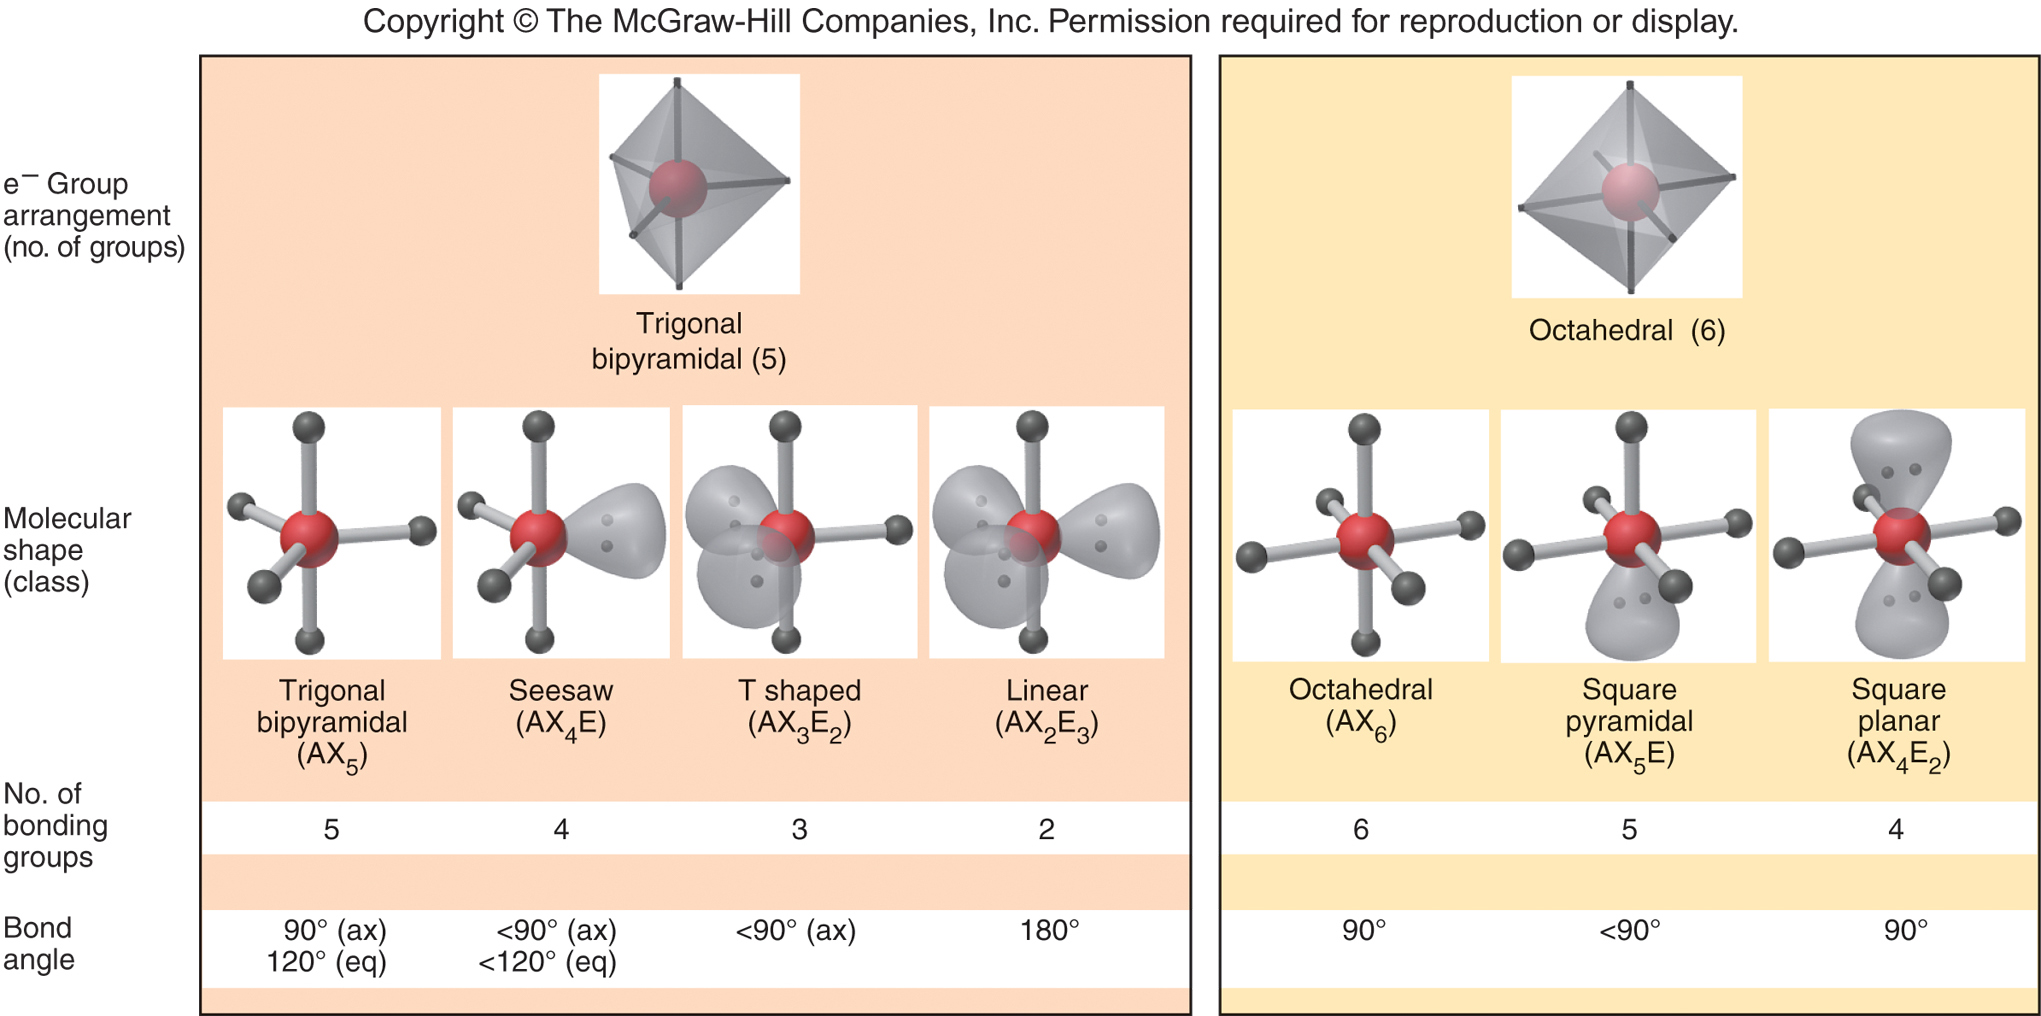 Copyright © The McGraw-Hill Companies, Inc. Permission required for reproduction or display.
e⁻ Group
arrangement
(no. of groups)
Trigonal
bipyramidal (5)
Octahedral (6)
Molecular
shape
(class)
Trigonal
bipyramidal
(AX₅)
Seesaw
(AX₄E)
T shaped
(AX₃E₂)
Linear
(AX₂E₃)
Octahedral
(AX₆)
Square
pyramidal
(AX₅E)
Square
planar
(AX₄E₂)
No. of
bonding
groups
5
4
3
2
6
5
4
Bond
angle
90° (ax)
120° (eq)
<90° (ax)
<120° (eq)
<90° (ax)
180°
90°
<90°
90°